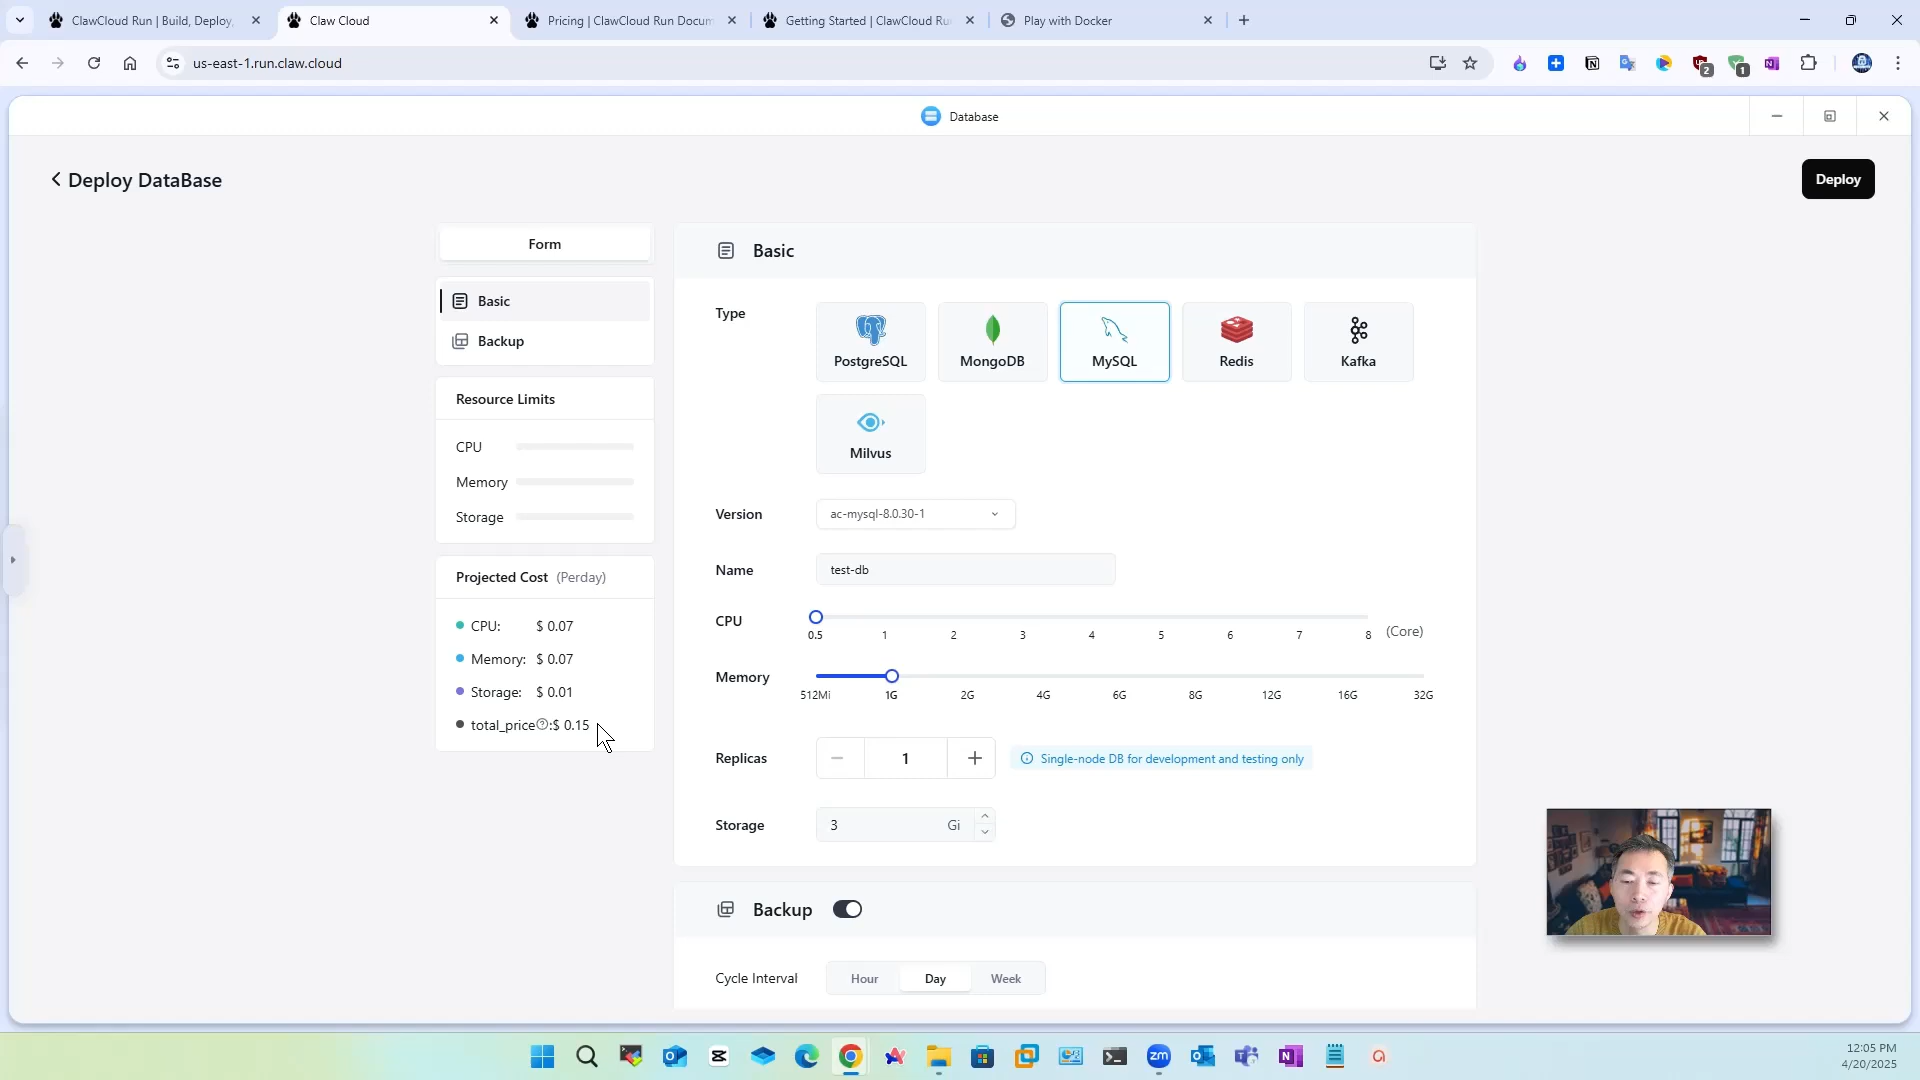 ClawCloud Run | Build, Deploy,
Claw Cloud
Pricing | ClawCloud Run Docum
Getting Started | ClawCloud Ru
Play with Docker
us-east-1.run.claw.cloud
2
1
Database
Deploy DataBase
Deploy
Form
Basic
Backup
Resource Limits
CPU
Memory
Storage
Projected Cost (Perday)
CPU: $ 0.07
Memory: $ 0.07
Storage: $ 0.01
total_price?:$ 0.15
Basic
Type
PostgreSQL
MongoDB
MySQL
Redis
Kafka
Milvus
Version
ac-mysql-8.0.30-1
Name
test-db
CPU
0.5 1 2 3 4 5 6 7 8 (Core)
Memory
512Mi 1G 2G 4G 6G 8G 12G 16G 32G
Replicas
1
Single-node DB for development and testing only
Storage
3 Gi
Backup
Cycle Interval
Hour Day Week
12:05 PM
4/20/2025